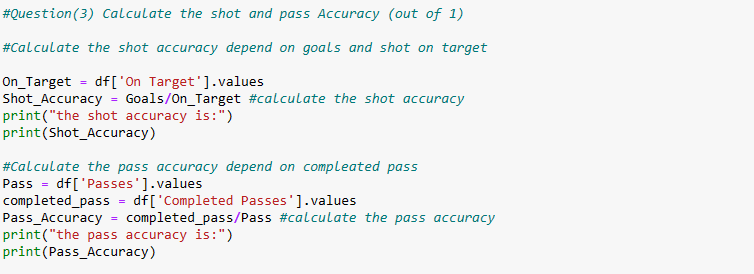 #Question(3) Calculate the shot and pass Accuracy (out of 1)
#Calculate the shot accuracy depend on goals and shot on target
On_Target = df['On Target'].values
Shot_Accuracy = Goals/On_Target #calculate the shot accuracy
print("the shot accuracy is:")
print(Shot_Accuracy)
#Calculate the pass accuracy depend on compleated pass
Pass = df['Passes'].values
completed_pass = df['Completed Passes'].values
Pass_Accuracy = completed_pass/Pass #calculate the pass accuracy
print("the pass accuracy is:")
print(Pass_Accuracy)